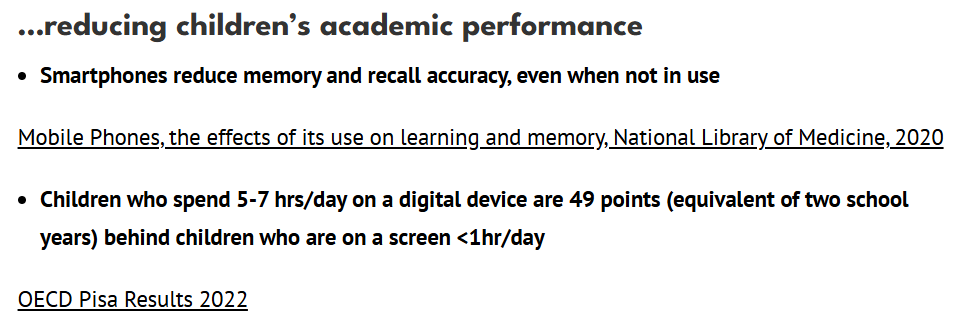 ...reducing children’s academic performance
• Smartphones reduce memory and recall accuracy, even when not in use
Mobile Phones, the effects of its use on learning and memory, National Library of Medicine, 2020
• Children who spend 5-7 hrs/day on a digital device are 49 points (equivalent of two school
years) behind children who are on a screen <1hr/day
OECD Pisa Results 2022